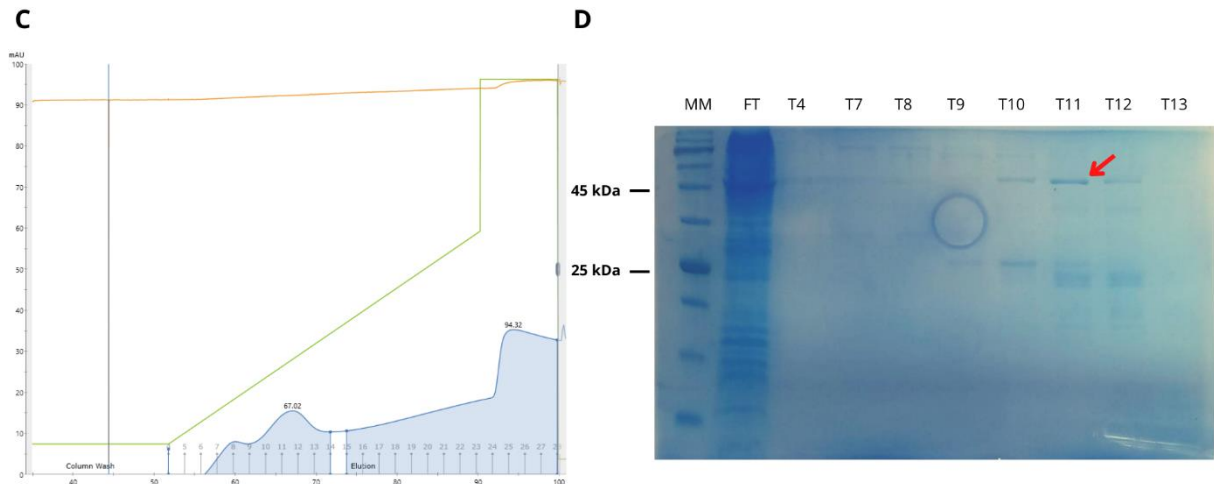 C
D
mAU
100
90
80
70
60
50
40
30
20
10
0
94.32
67.02
5 6 7 8 9 10 11 12 13 14 15 16 17 18 19 20 21 22 23 24 25 26 27
Column Wash
Elution
40 50 60 70 80 90 100
MM FT T4 T7 T8 T9 T10 T11 T12 T13
45 kDa
25 kDa